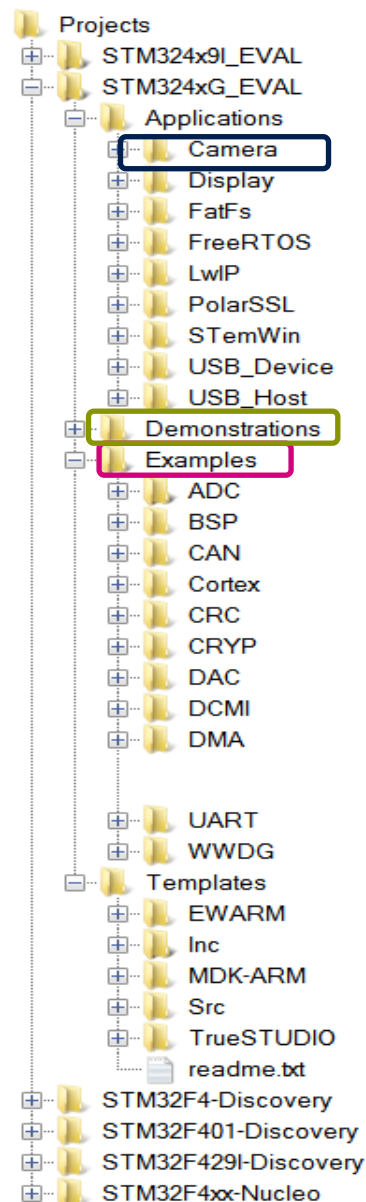 Projects
STM324x9I_EVAL
STM324xG_EVAL
Applications
Camera
Display
FatFs
FreeRTOS
LwIP
PolarSSL
STemWin
USB_Device
USB_Host
Demonstrations
Examples
ADC
BSP
CAN
Cortex
CRC
CRYP
DAC
DCMI
DMA
UART
WWDG
Templates
EWARM
Inc
MDK-ARM
Src
TrueSTUDIO
readme.txt
STM32F4-Discovery
STM32F401-Discovery
STM32F429I-Discovery
STM32F4xx-Nucleo